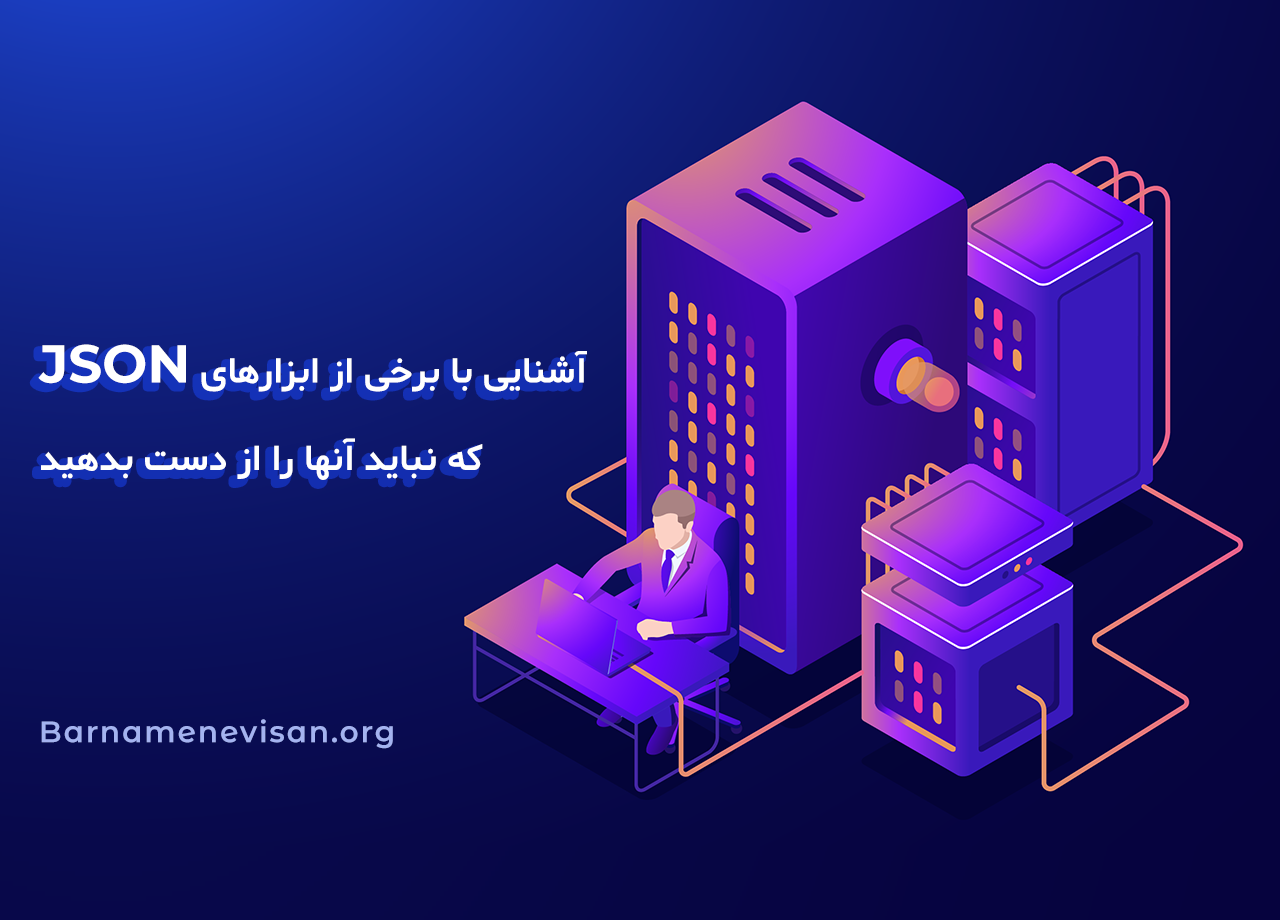 آشنایی با برخی از ابزارهای JSON
که نباید آنها را از دست بدهید
Barnamenevisan.org